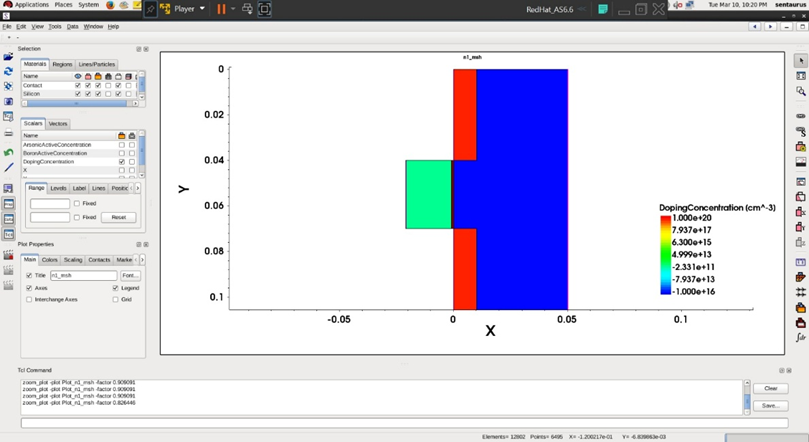 Applications Places System
Player
RedHat_AS6.6
Tue Mar 10, 10:20 PM sentaurus
File Edit View Tools Data Window Help
Selection
Materials Regions Lines/Particles
Name
Contact
Silicon
Scalars Vectors
Name
ArsenicActiveConcentration
BoronActiveConcentration
DopingConcentration
X
Range Levels Label Lines
Fixed
Fixed Reset
Plot Properties
Main Colors Scaling Contacts
Title n1_msh Font...
Axes Legend
Interchange Axes Grid
n1_msh
0
0.02
0.04
0.06
0.08
0.1
Y
-0.05 0 0.05 0.1
X
DopingConcentration (cm^-3)
1.000e+20
7.937e+17
6.300e+15
4.999e+13
-2.331e+11
-7.937e+13
-1.000e+16
Tcl Command
zoom_plot -plot Plot_n1_msh -factor 0.909091
zoom_plot -plot Plot_n1_msh -factor 0.909091
zoom_plot -plot Plot_n1_msh -factor 0.909091
zoom_plot -plot Plot_n1_msh -factor 0.826446
Clear
Save...
Elements= 12802 Points= 6495 X= -1.200217e-01 Y= -6.839863e-03